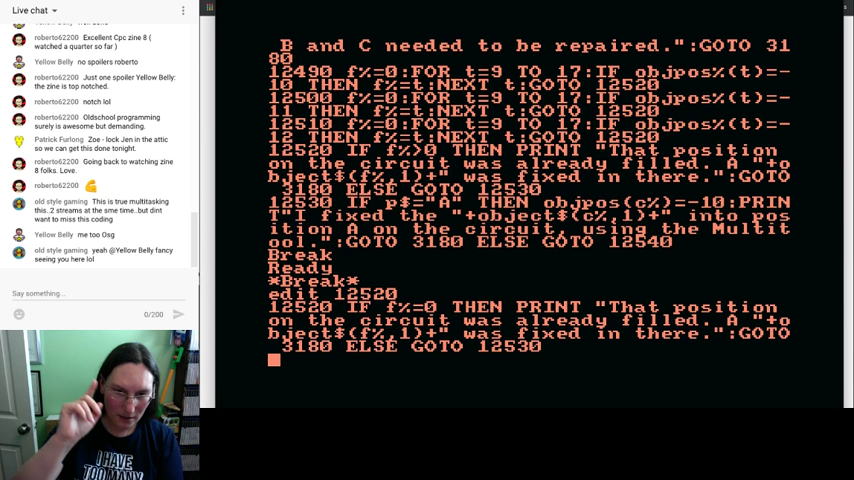 Live chat
roberto62200 Excellent Cpc zine 8 (
watched a quarter so far )
Yellow Belly no spoilers roberto
roberto62200 Just one spoiler Yellow Belly:
the zine is top notched.
roberto62200 notch lol
roberto62200 Oldschool programming
surely is awesome but demanding.
Patrick Furlong Zoe - lock Jen in the attic
so we can get this done tonight.
roberto62200 Going back to watching zine
8 folks. Love.
roberto62200
old style gaming This is true multitasking
this..2 streams at the sme time..but dint
want to miss this coding
Yellow Belly me too Osg
old style gaming yeah @Yellow Belly fancy
seeing you here lol
Say something...
0/200
B and C needed to be repaired.":GOTO 31
80
12490 f%=0:FOR t=9 TO 17:IF objpos%(t)=-
10 THEN f%=t:NEXT t:GOTO 12520
12500 f%=0:FOR t=9 TO 17:IF objpos%(t)=-
11 THEN f%=t:NEXT t:GOTO 12520
12510 f%=0:FOR t=9 TO 17:IF objpos%(t)=-
12 THEN f%=t:NEXT t:GOTO 12520
12520 IF f%>0 THEN PRINT "That position
on the circuit was already filled. A "+o
bject$(f%,1)+" was fixed in there.":GOTO
3180 ELSE GOTO 12530
12530 IF p$="A" THEN objpos(c%)=-10:PRIN
T"I fixed the "+object$(c%,1)+" into pos
ition A on the circuit, using the Multit
ool.":GOTO 3180 ELSE GOTO 12540
Break
Ready
*Break*
edit 12520
12520 IF f%=0 THEN PRINT "That position
on the circuit was already filled. A "+o
bject$(f%,1)+" was fixed in there.":GOTO
3180 ELSE GOTO 12530
I HAVE
TOO MANY